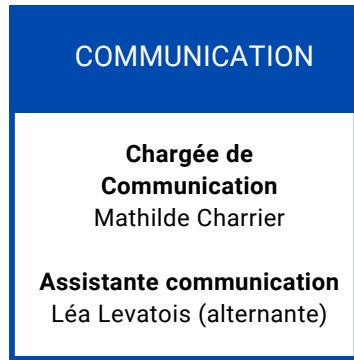 COMMUNICATION
Chargée de
Communication
Mathilde Charrier
Assistante communication
Léa Levatois (alternante)